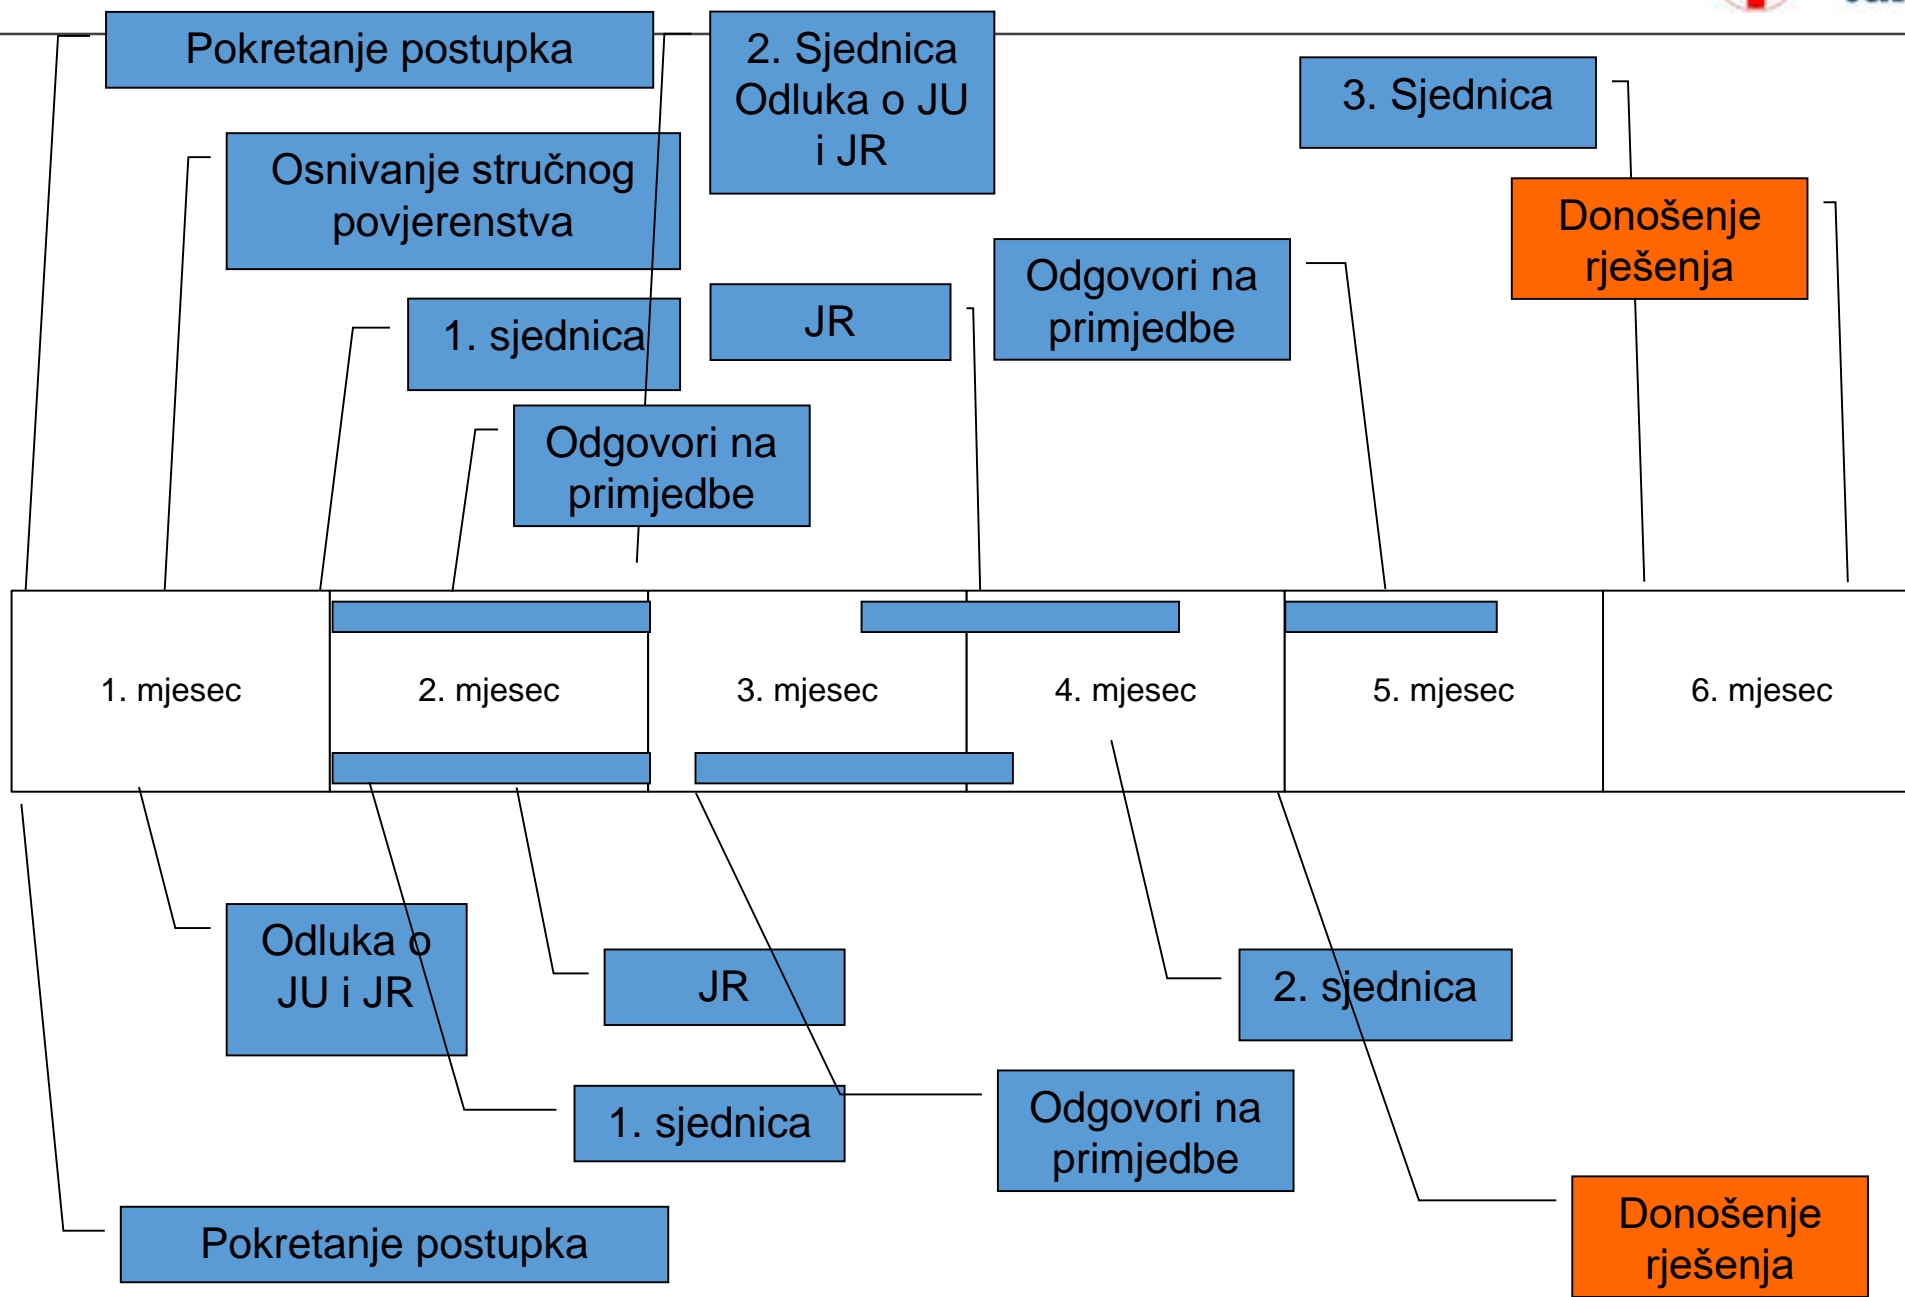 Pokretanje postupka
2. Sjednica
Odluka o JU
i JR
3. Sjednica
Osnivanje stručnog
povjerenstva
Donošenje
rješenja
Odgovori na
primjedbe
1. sjednica
JR
Odgovori na
primjedbe
1. mjesec
2. mjesec
3. mjesec
4. mjesec
5. mjesec
6. mjesec
Odluka o
JU i JR
JR
2. sjednica
1. sjednica
Odgovori na
primjedbe
Pokretanje postupka
Donošenje
rješenja